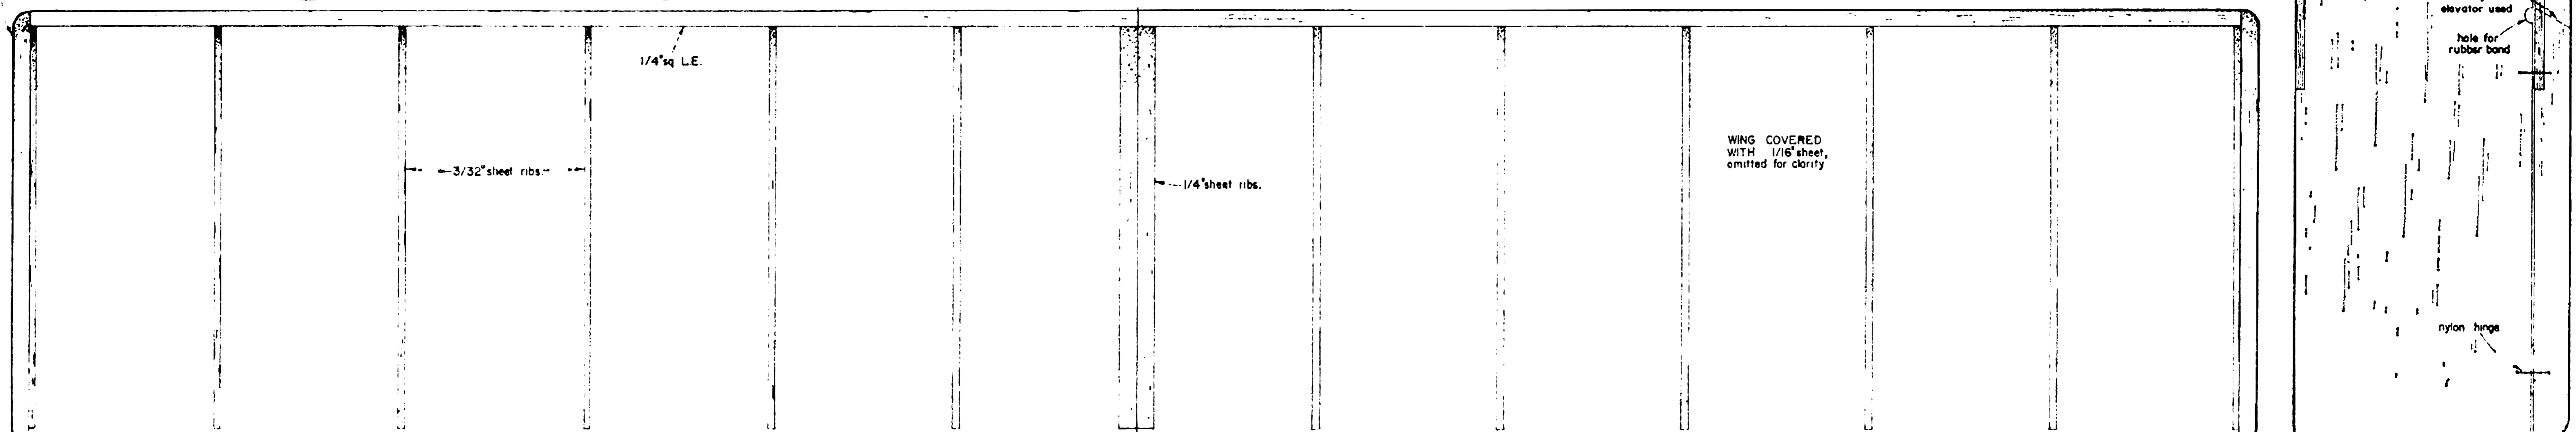 1/4"sq L.E.
3/32"sheet ribs.
1/4"sheet ribs.
WING COVERED
WITH 1/16"sheet,
omitted for clarity
elevator used
hole for
rubber band
nylon hinge